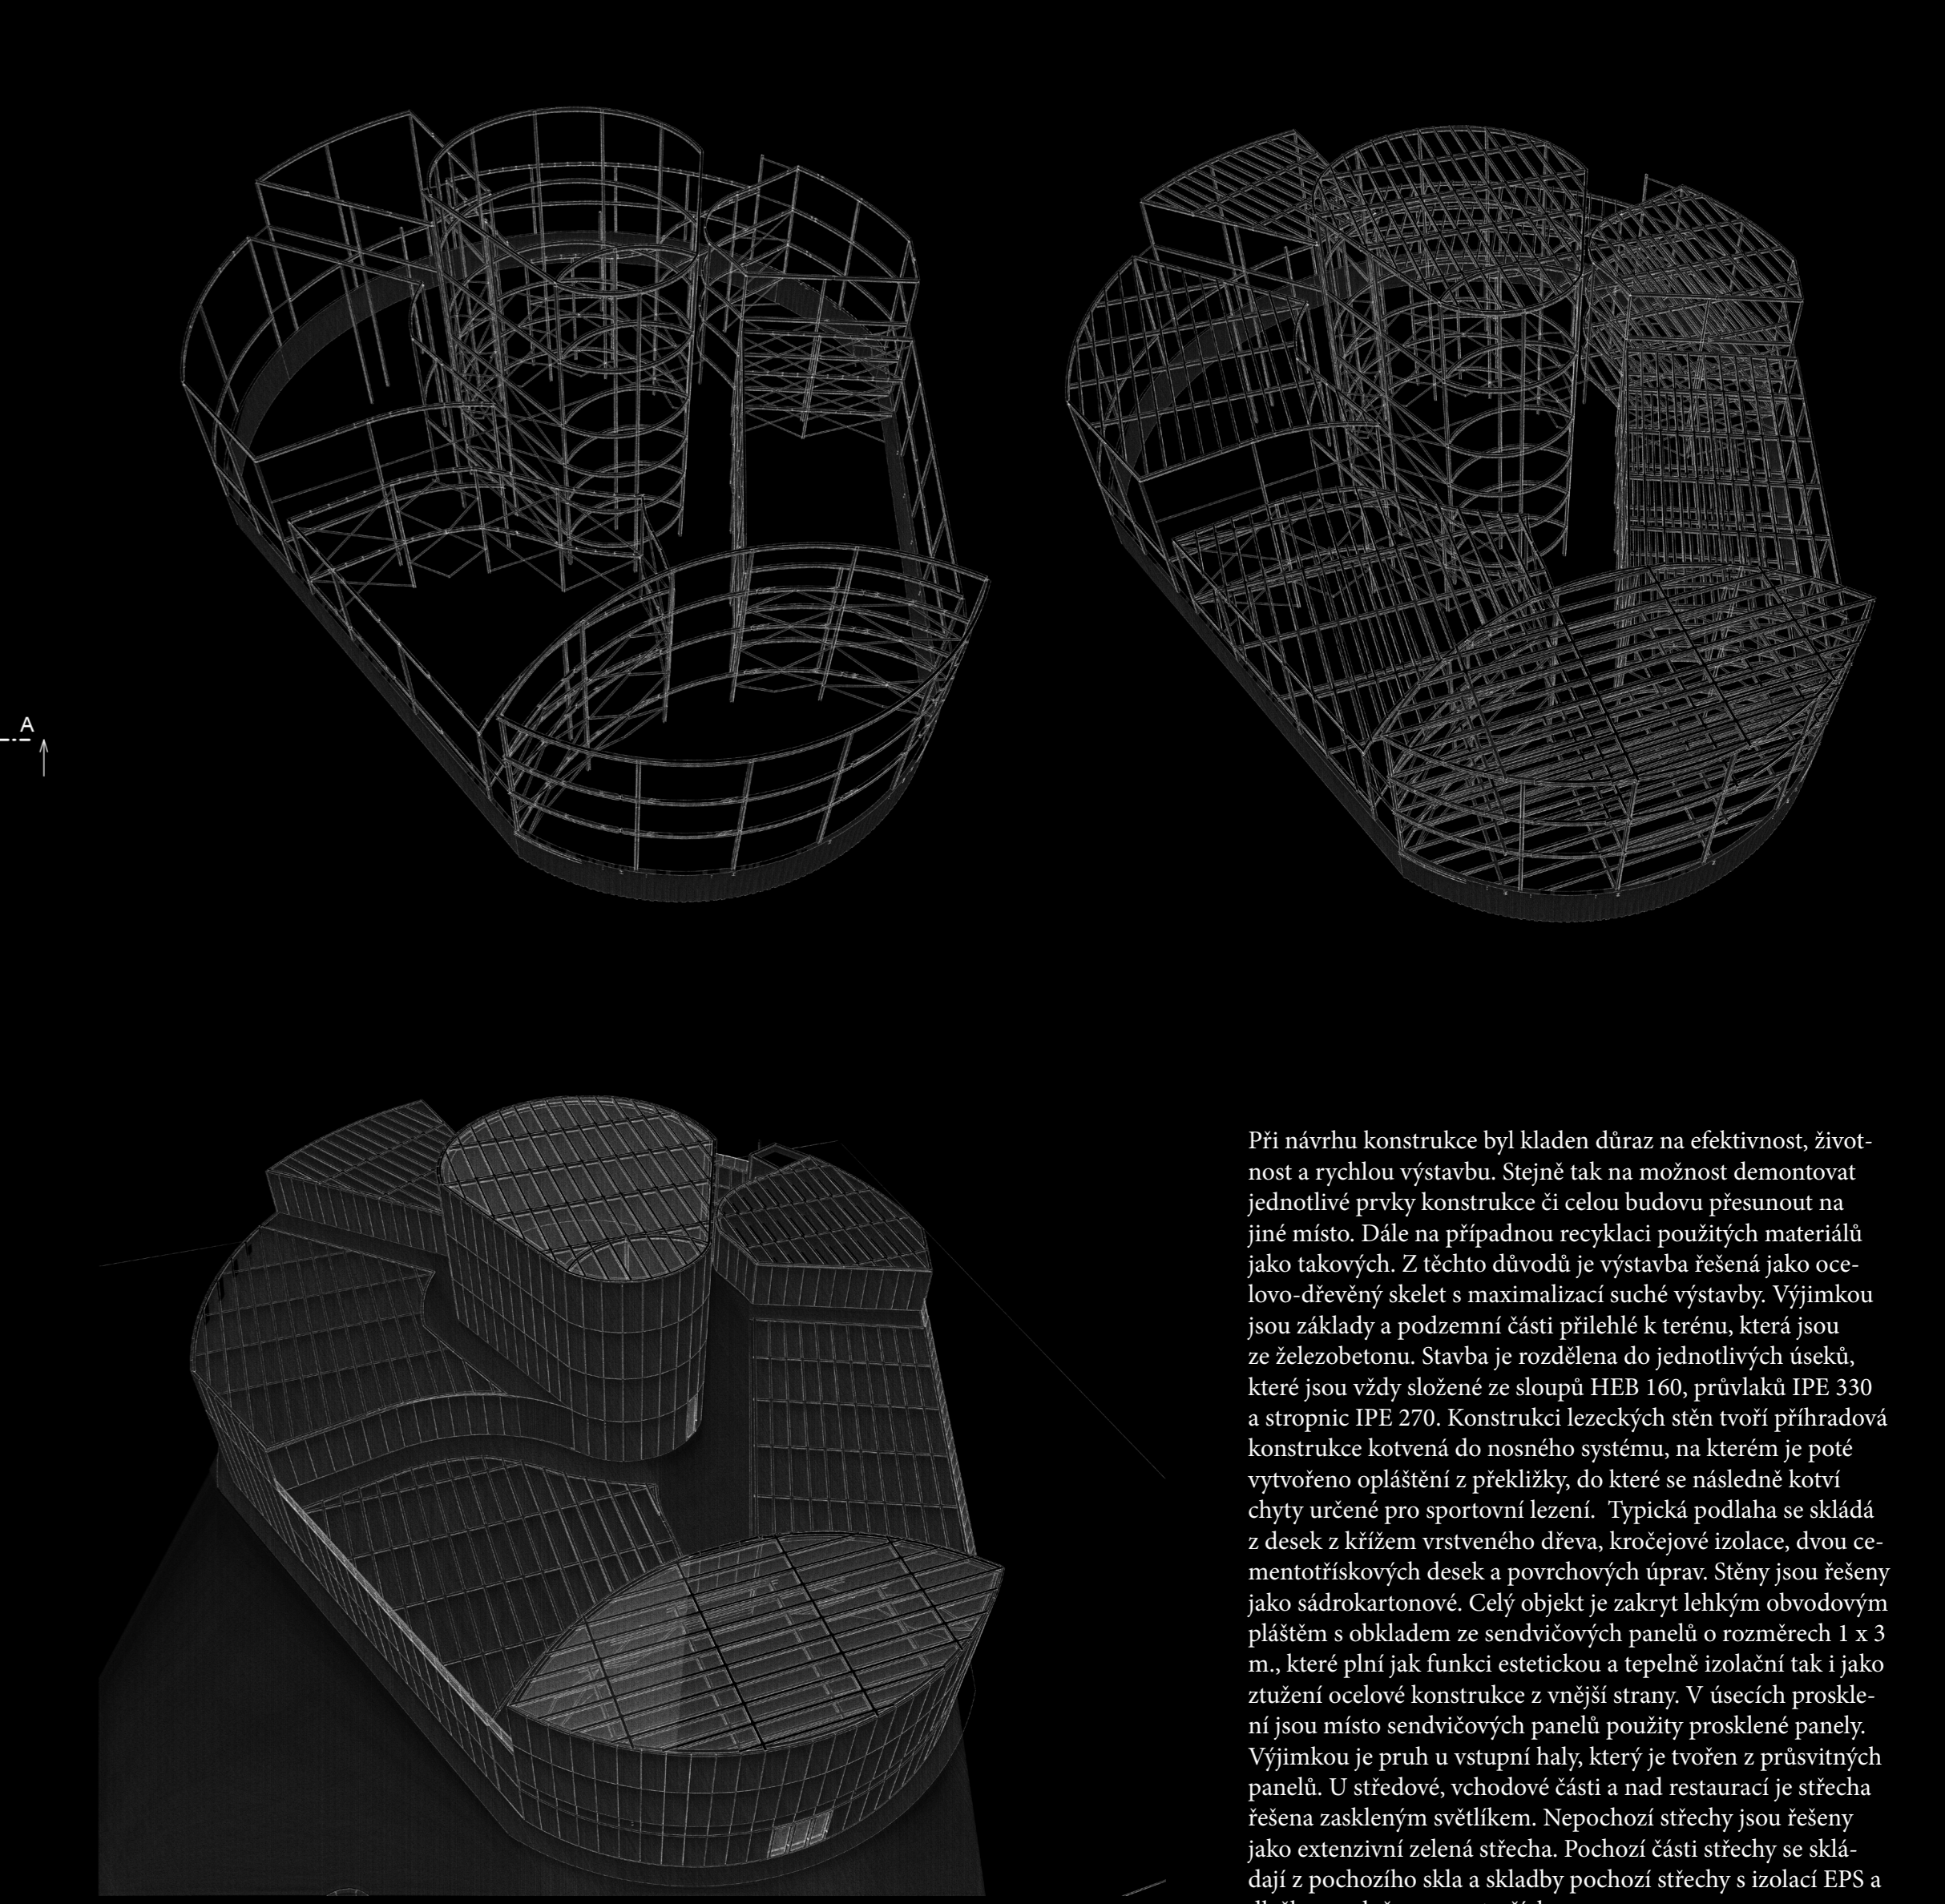 A
Při návrhu konstrukce byl kladen důraz na efektivnost, život-
nost a rychlou výstavbu. Stejně tak na možnost demontovat
jednotlivé prvky konstrukce či celou budovu přesunout na
jiné místo. Dále na případnou recyklaci použitých materiálů
jako takových. Z těchto důvodů je výstavba řešená jako oce-
lovo-dřevěný skelet s maximalizací suché výstavby. Výjimkou
jsou základy a podzemní části přilehlé k terénu, která jsou
ze železobetonu. Stavba je rozdělena do jednotlivých úseků,
které jsou vždy složené ze sloupů HEB 160, průvlaků IPE 330
a stropnic IPE 270. Konstrukci lezeckých stěn tvoří příhradová
konstrukce kotvená do nosného systému, na kterém je poté
vytvořeno opláštění z překližky, do které se následně kotví
chyty určené pro sportovní lezení.  Typická podlaha se skládá
z desek z křížem vrstveného dřeva, kročejové izolace, dvou ce-
mentotřískových desek a povrchových úprav. Stěny jsou řešeny
jako sádrokartonové. Celý objekt je zakryt lehkým obvodovým
pláštěm s obkladem ze sendvičových panelů o rozměrech 1 x 3
m., které plní jak funkci estetickou a tepelně izolační tak i jako
ztužení ocelové konstrukce z vnější strany. V úsecích proskle-
ní jsou místo sendvičových panelů použity prosklené panely.
Výjimkou je pruh u vstupní haly, který je tvořen z průsvitných
panelů. U středové, vchodové části a nad restaurací je střecha
řešena zaskleným světlíkem. Nepochozí střechy jsou řešeny
jako extenzivní zelená střecha. Pochozí části střechy se sklá-
dají z pochozího skla a skladby pochozí střechy s izolací EPS a